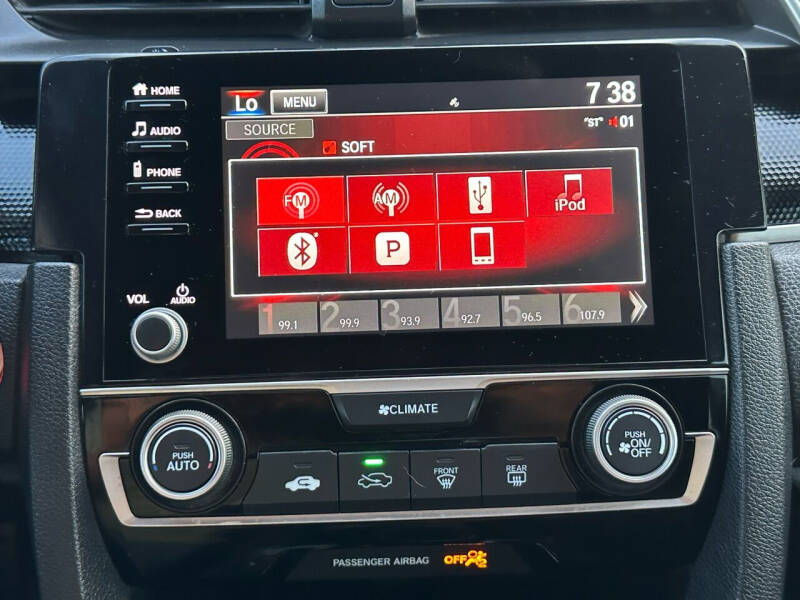 HOME
AUDIO
PHONE
BACK
VOL
AUDIO
Lo
MENU
7 38
SOURCE
"ST"
01
SOFT
FM
AM
iPod
P
1 99.1
2 99.9
3 93.9
4 92.7
5 96.5
6 107.9
CLIMATE
PUSH
AUTO
FRONT
REAR
PUSH
ON/
OFF
PASSENGER AIRBAG
OFF
2